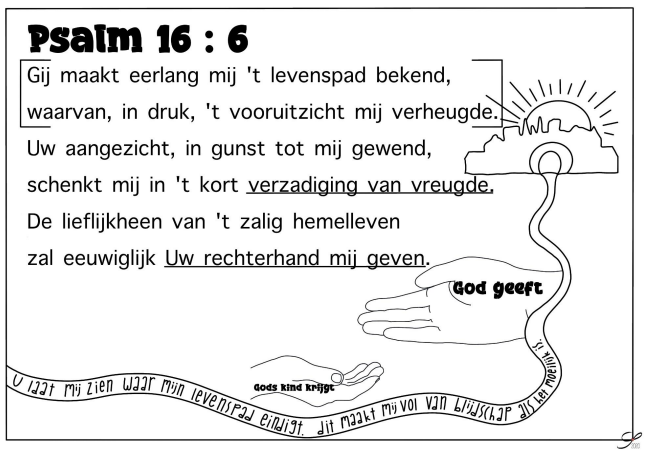 Psalm 16 : 6
Gij maakt eerlang mij 't levenspad bekend,
waarvan, in druk, 't vooruitzicht mij verheugde.
Uw aangezicht, in gunst tot mij gewend,
schenkt mij in 't kort verzadiging van vreugde.
De lieflijkheen van 't zalig hemelleven
zal eeuwiglijk Uw rechterhand mij geven.
God geeft
Gods kind krijgt
U laat mij zien waar mijn levenspad eindigt. dit maakt mij vol van blijdschap als het moeilijk is.